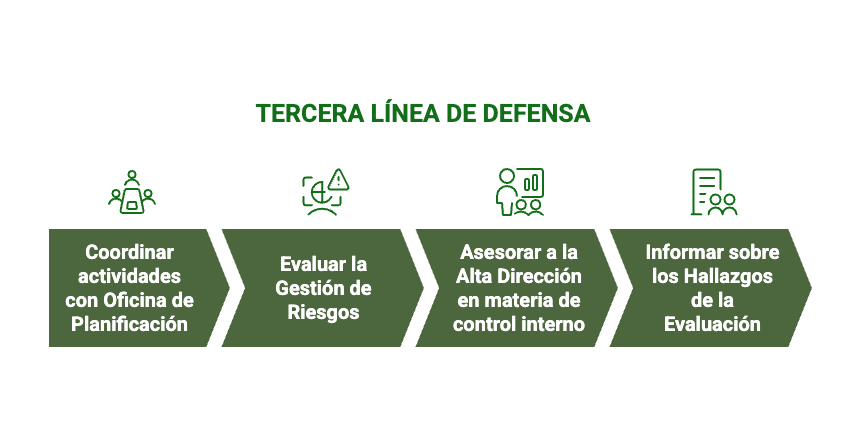 TERCERA LÍNEA DE DEFENSA
Coordinar
actividades
con Oficina de
Planificación
Evaluar la
Gestión de
Riesgos
Asesorar a la
Alta Dirección
en materia de
control interno
Informar sobre
los Hallazgos
de la
Evaluación